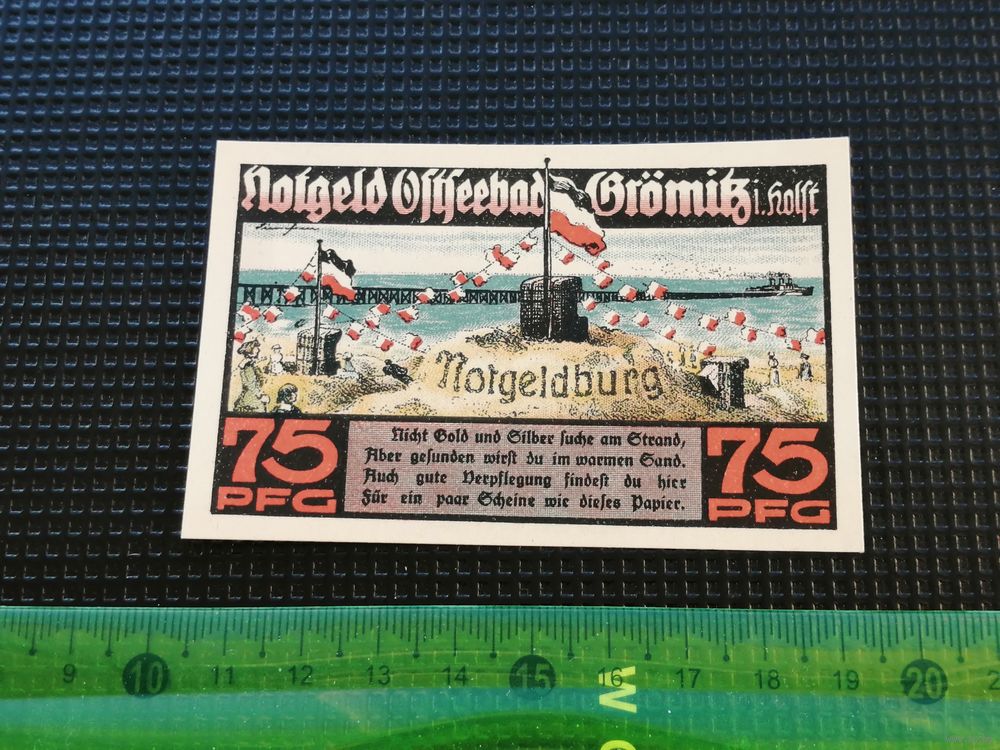 Notgeld Ostseebad Grömitz i. Holst
Notgeldburg
75
PFG
Nicht Gold und Silber suche am Strand,
Aber gesunden wirst du im warmen Sand.
Auch gute Verpflegung findest du hier
Für ein paar Scheine wie dieses Papier.
75
PFG
9 10 11 12 13 14 15 16 17 18 19 20
W